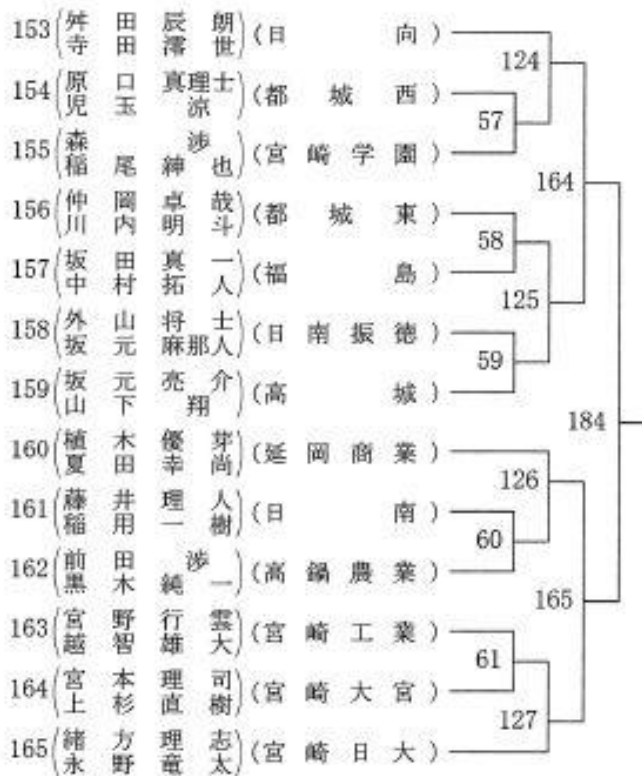 153 舛田辰朗 (日向)
寺田澪世
124
154 原口真理士 (都城西)
児玉涼
57
155 森渉 (宮崎学園)
稲尾紳也
164
156 仲岡卓哉 (都城東)
川内明斗
58
157 坂田真一 (福島)
中村拓人
125
158 外山将士 (日南振徳)
坂元麻那人
59
159 坂元亮介 (高城)
山下翔
184
160 植木優芽 (延岡商業)
夏田幸尚
126
161 藤井理人 (日南)
稲用一樹
60
162 前田渉 (高鍋農業)
黒木純一
165
163 宮野行雲 (宮崎工業)
越智雄大
61
164 宮本理司 (宮崎大宮)
上杉直樹
127
165 緒方理志 (宮崎日大)
永野竜太